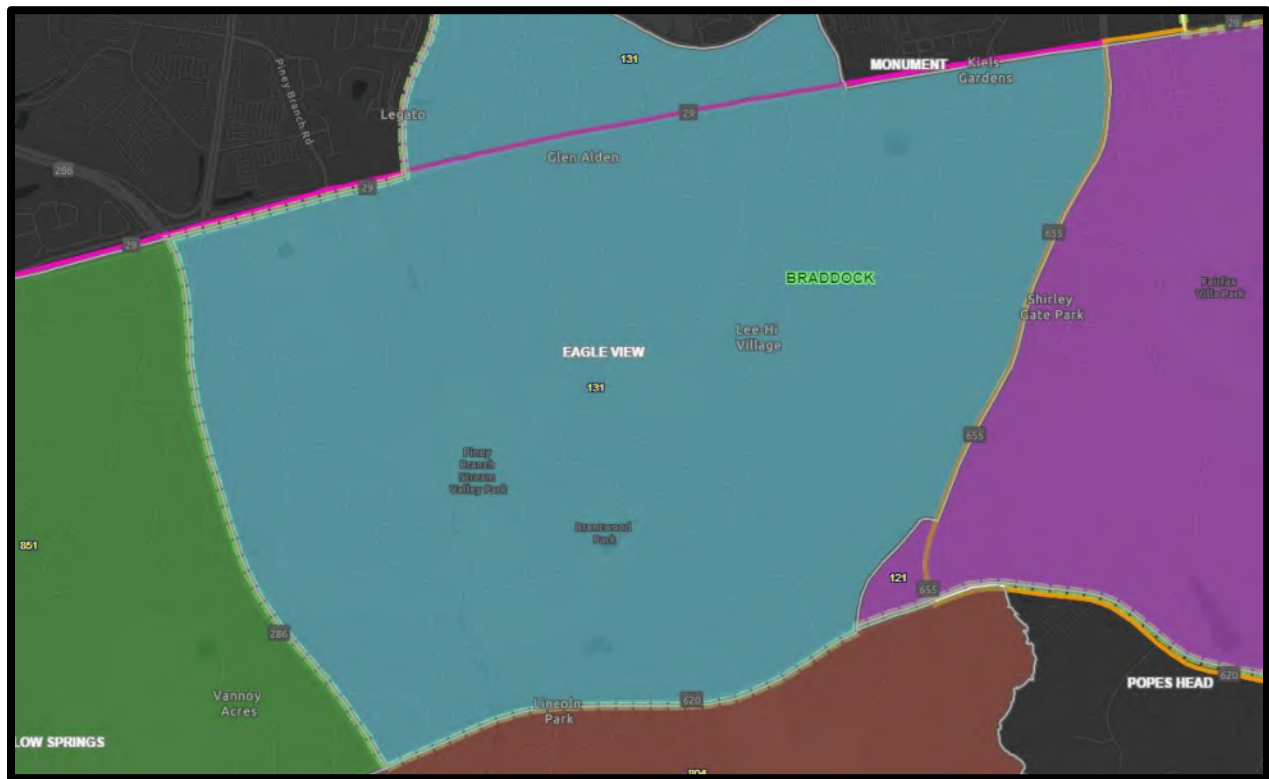 29
131
MONUMENT
Kiels
Gardens
Piney Branch Rd
Legato
29
Glen Alden
286
29
655
29
BRADDOCK
Fairfax
Villa Park
Shirley
Gate Park
Lee-Hi
Village
EAGLE VIEW
131
655
Piney
Branch
Stream
Valley Park
Brentwood
Park
851
121
655
286
POPES HEAD
620
Vannoy
Acres
Lincoln
Park
620
LOW SPRINGS
804